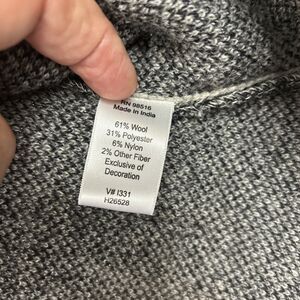 RN 98516
Made in India
61% Wool
31% Polyester
6% Nylon
2% Other Fiber
Exclusive of
Decoration
V# I331
H26528